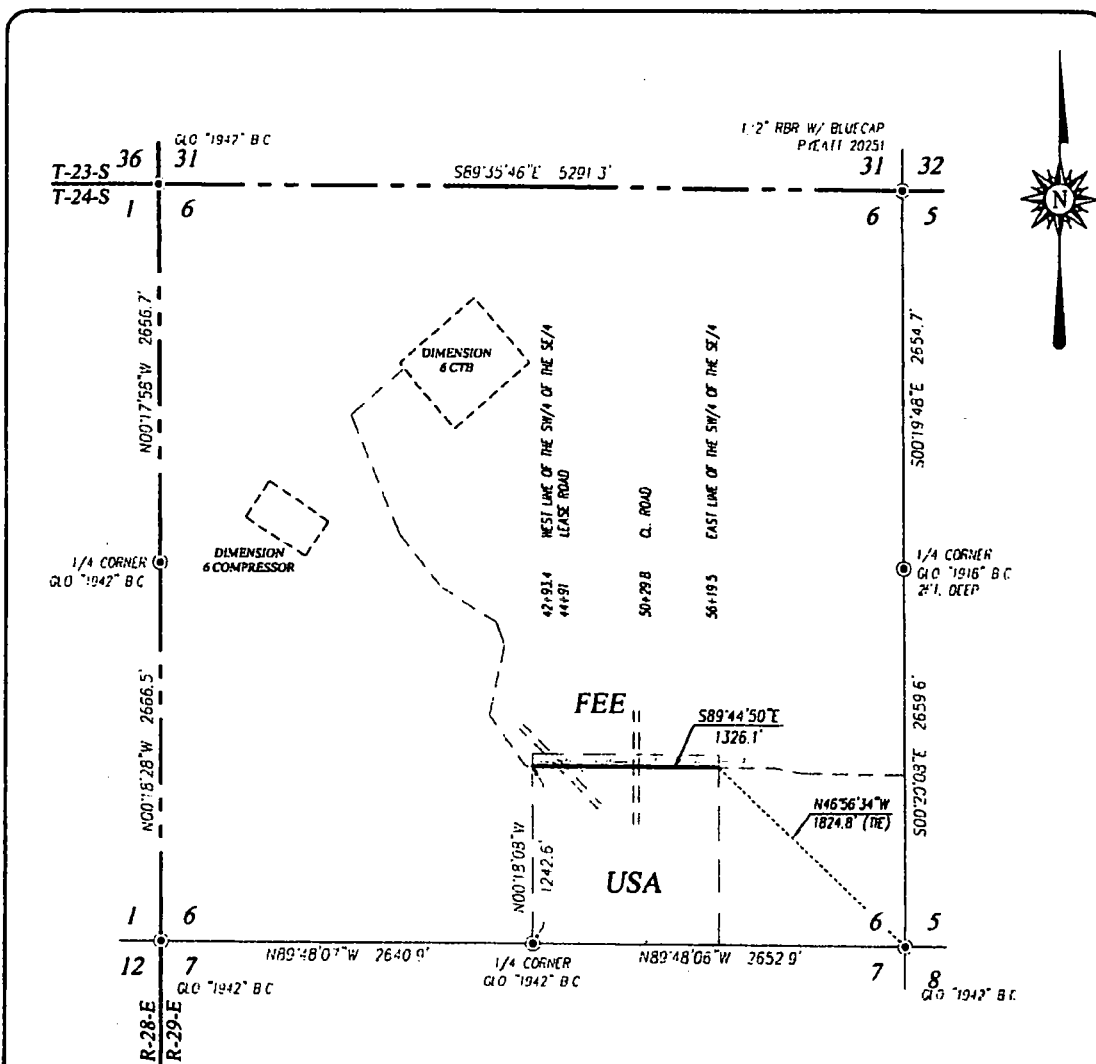 GLO "1942" B C
1/2" RBR W/ BLUECAP
20251
36 31
31 32
T-23-S
T-24-S
S89°35'46"E 5291.3'
1 6
6 5
N
N00°17'58"W 2666.7'
S00°19'48"E 2654.7'
DIMENSION
6 CTB
WEST LINE OF THE SW/4 OF THE SE/4
LEASE ROAD
CL ROAD
EAST LINE OF THE SW/4 OF THE SE/4
42+93.4
44+91
50+29.8
56+19.5
DIMENSION
6 COMPRESSOR
1/4 CORNER
GLO "1942" B C
1/4 CORNER
GLO "1916" B C
2FT. DEEP
N00°18'28"W 2666.5'
S00°20'08"E 2659.6'
FEE
S89°44'50"E
1326.1'
N46°56'34"W
1824.8' (TIE)
N00°18'08"W
1242.6'
USA
1 6
6 5
12 7
7 8
N89°48'07"W 2640.9'
N89°48'06"W 2652.9'
1/4 CORNER
GLO "1942" B C
GLO "1942" B C
GLO "1942" B C
R-28-E
R-29-E